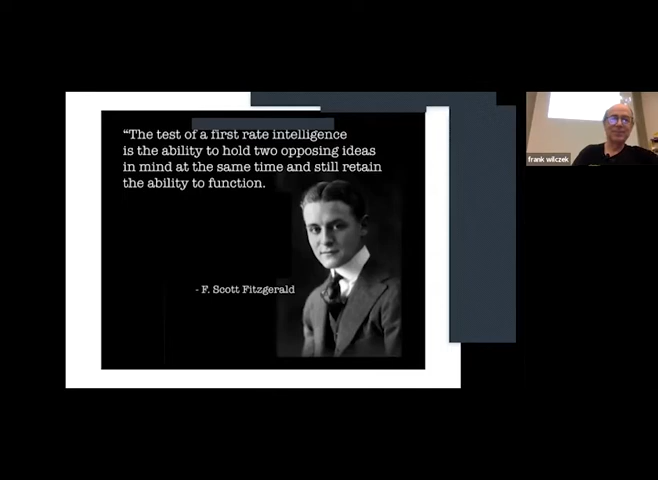 “The test of a first rate intelligence
is the ability to hold two opposing ideas
in mind at the same time and still retain
the ability to function.
- F. Scott Fitzgerald
frank wilczek